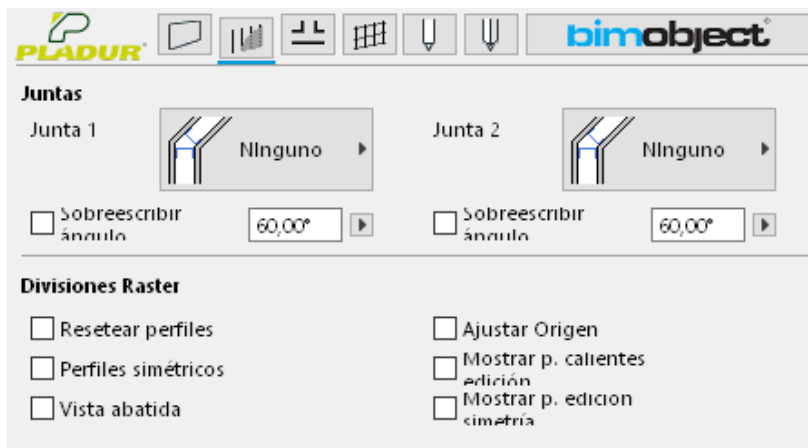 PLADUR
bimobject
Juntas
Junta 1
NInguno
Junta 2
NInguno
Sobreescribir
ángulo
60,00°
Sobreescribir
ángulo
60,00°
Divisiones Raster
Resetear perfiles
Ajustar Origen
Perfiles simétricos
Mostrar p. calientes
edición
Vista abatida
Mostrar p. edición
simetría